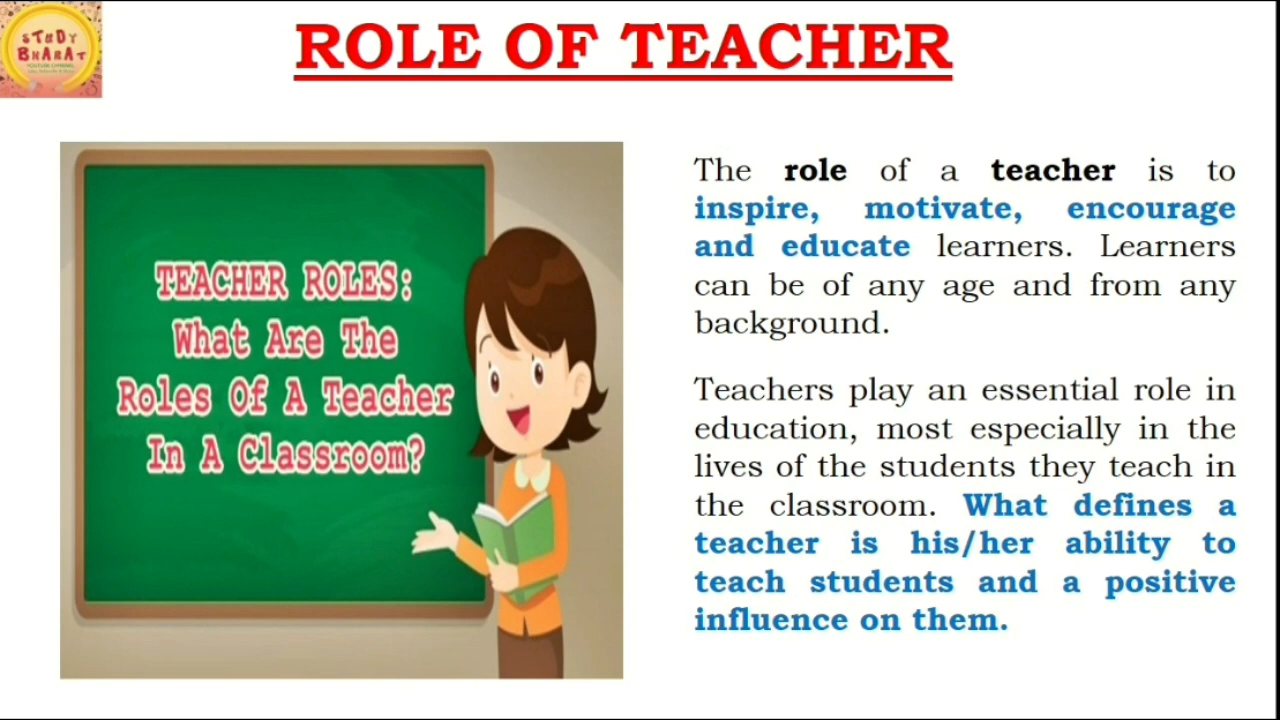 STUDY
BHARAT
YOUTUBE CHANNEL
ROLE OF TEACHER
TEACHER ROLES:
What Are The
Roles Of A Teacher
In A Classroom?
The role of a teacher is to
inspire, motivate, encourage
and educate learners. Learners
can be of any age and from any
background.
Teachers play an essential role in
education, most especially in the
lives of the students they teach in
the classroom. What defines a
teacher is his/her ability to
teach students and a positive
influence on them.